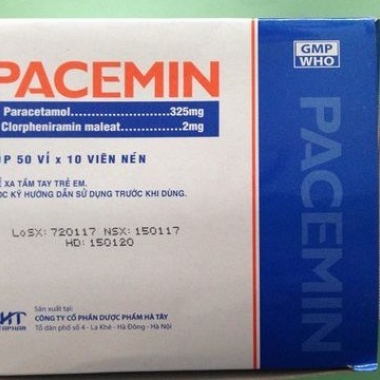 PACEMIN
Paracetamol..........................325mg
Clorpheniramin maleat...............2mg
50 VỈ x 10 VIÊN NÉN
XA TẦM TAY TRẺ EM.
KỸ HƯỚNG DẪN SỬ DỤNG TRƯỚC KHI DÙNG.
LoSX: 720117 NSX: 150117
HD: 150120
HT
Sản xuất tại:
CÔNG TY CỔ PHẦN DƯỢC PHẨM HÀ TÂY
Tổ dân phố số 4 - La Khê - Hà Đông - Hà Nội
GMP
WHO
PACEMIN